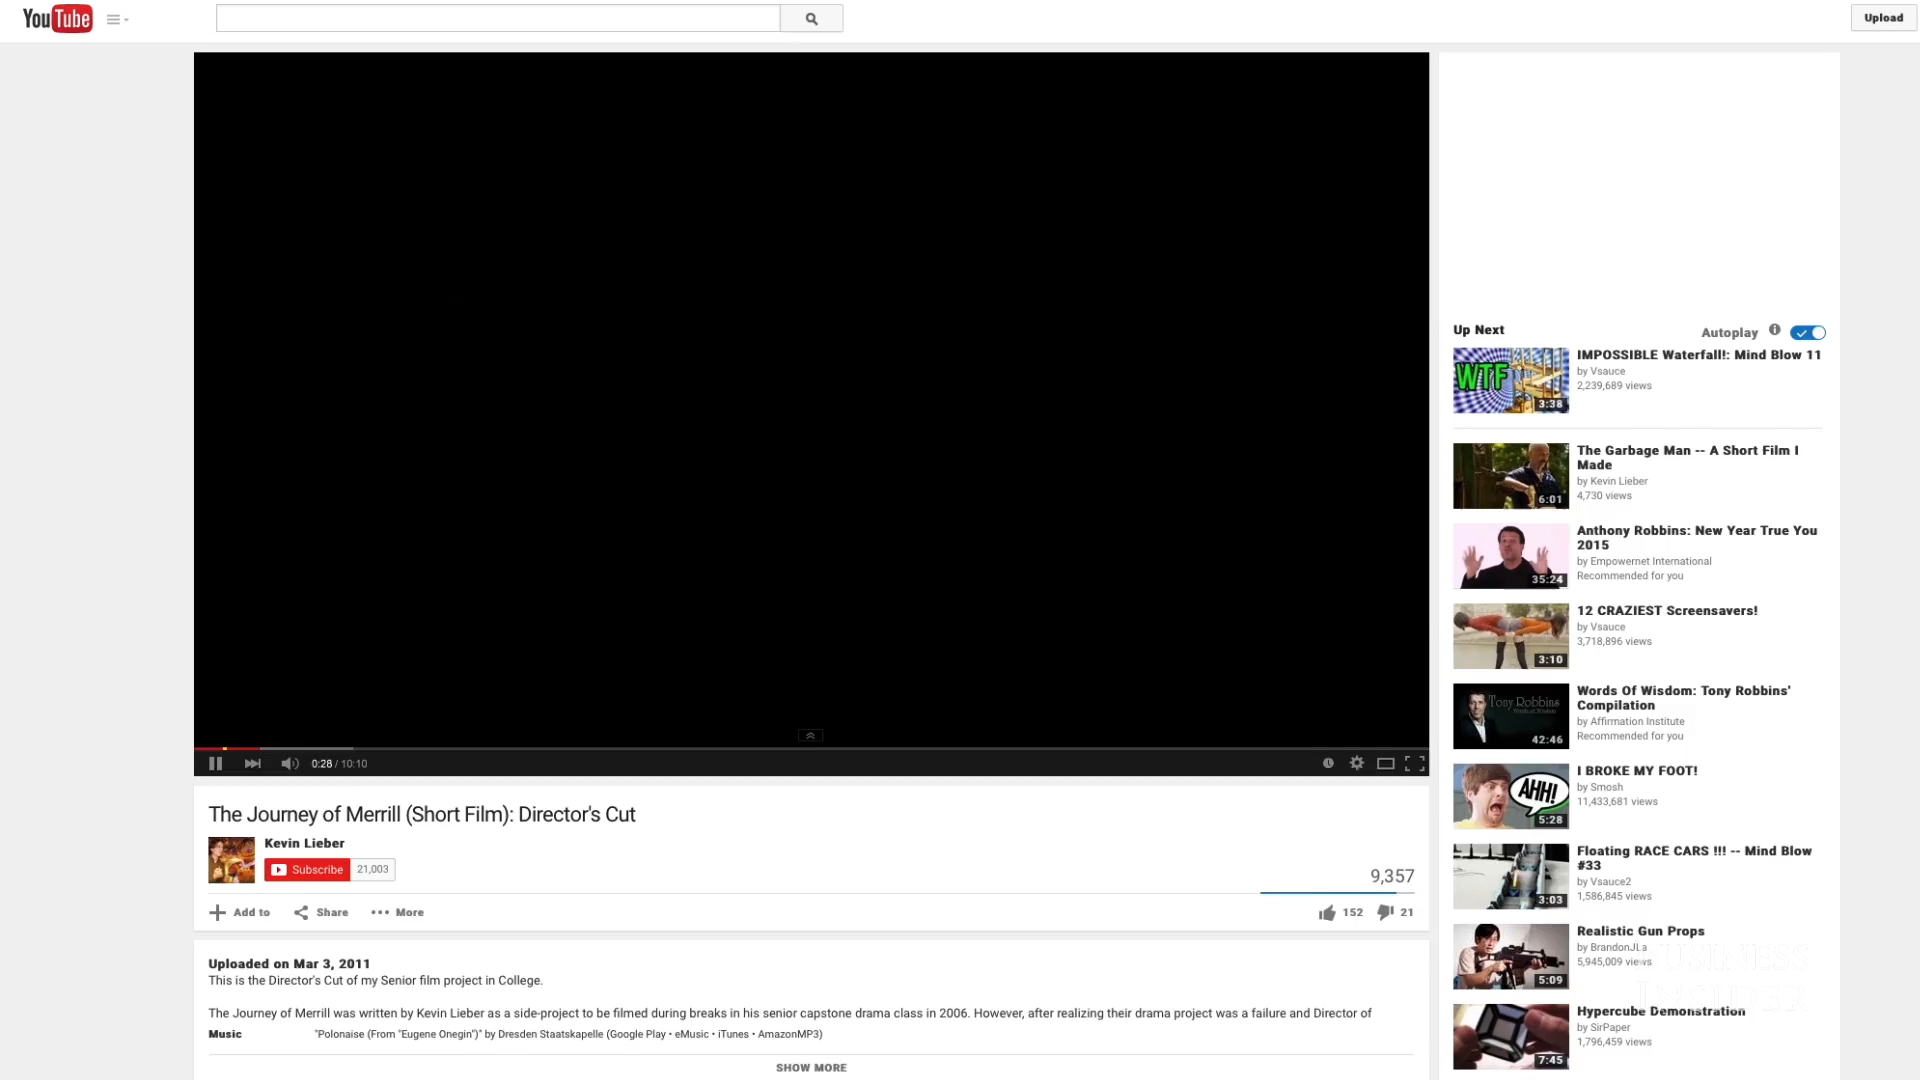 YouTube
Upload
0:28 / 10:10
The Journey of Merrill (Short Film): Director's Cut
Kevin Lieber
Subscribe 21,003
9,357
Add to Share More
152 21
Uploaded on Mar 3, 2011
This is the Director's Cut of my Senior film project in College.
The Journey of Merrill was written by Kevin Lieber as a side-project to be filmed during breaks in his senior capstone drama class in 2006. However, after realizing their drama project was a failure and Director of
Music "Polonaise (From "Eugene Onegin")" by Dresden Staatskapelle (Google Play • eMusic • iTunes • AmazonMP3)
SHOW MORE
Up Next Autoplay
WTF
3:38
IMPOSSIBLE Waterfall!: Mind Blow 11
by Vsauce
2,239,689 views
6:01
The Garbage Man -- A Short Film I
Made
by Kevin Lieber
4,730 views
35:24
Anthony Robbins: New Year True You
2015
by Empowernet International
Recommended for you
3:10
12 CRAZIEST Screensavers!
by Vsauce
3,718,896 views
Tony Robbins
Words of Wisdom
42:46
Words Of Wisdom: Tony Robbins'
Compilation
by Affirmation Institute
Recommended for you
AHH!
5:28
I BROKE MY FOOT!
by Smosh
11,433,681 views
3:03
Floating RACE CARS !!! -- Mind Blow
#33
by Vsauce2
1,586,845 views
5:09
Realistic Gun Props
by BrandonJLa
5,945,009 views
7:45
Hypercube Demonstration
by SirPaper
1,796,459 views
BUSINESS
INSIDER